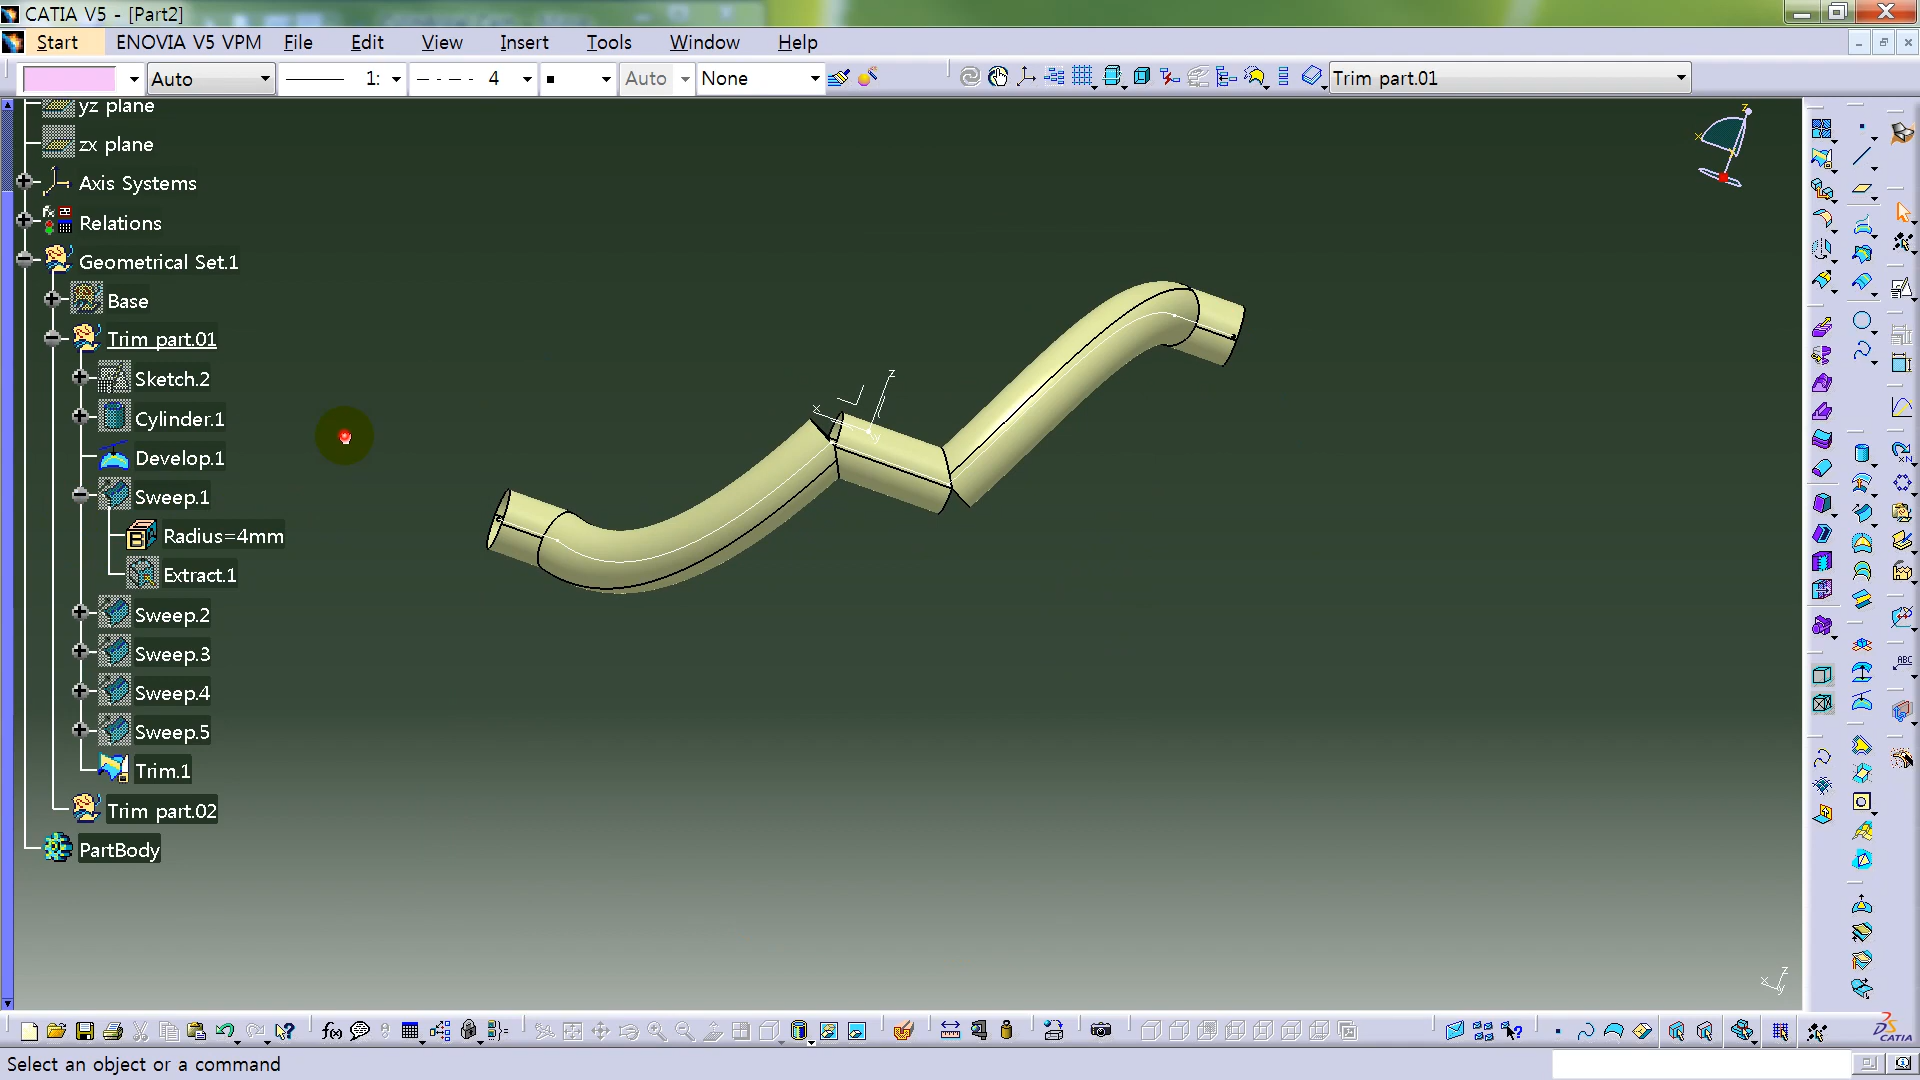 CATIA V5 - [Part2]
Start ENOVIA V5 VPM File Edit View Insert Tools Window Help
Auto 1: 4 Auto None Trim part.01
yz plane
zx plane
Axis Systems
Relations
Geometrical Set.1
Base
Trim part.01
Sketch.2
Cylinder.1
Develop.1
Sweep.1
Radius=4mm
Extract.1
Sweep.2
Sweep.3
Sweep.4
Sweep.5
Trim.1
Trim part.02
PartBody
z
x
y
z
x
z
x
y
ABC
f(x)
CATIA
Select an object or a command